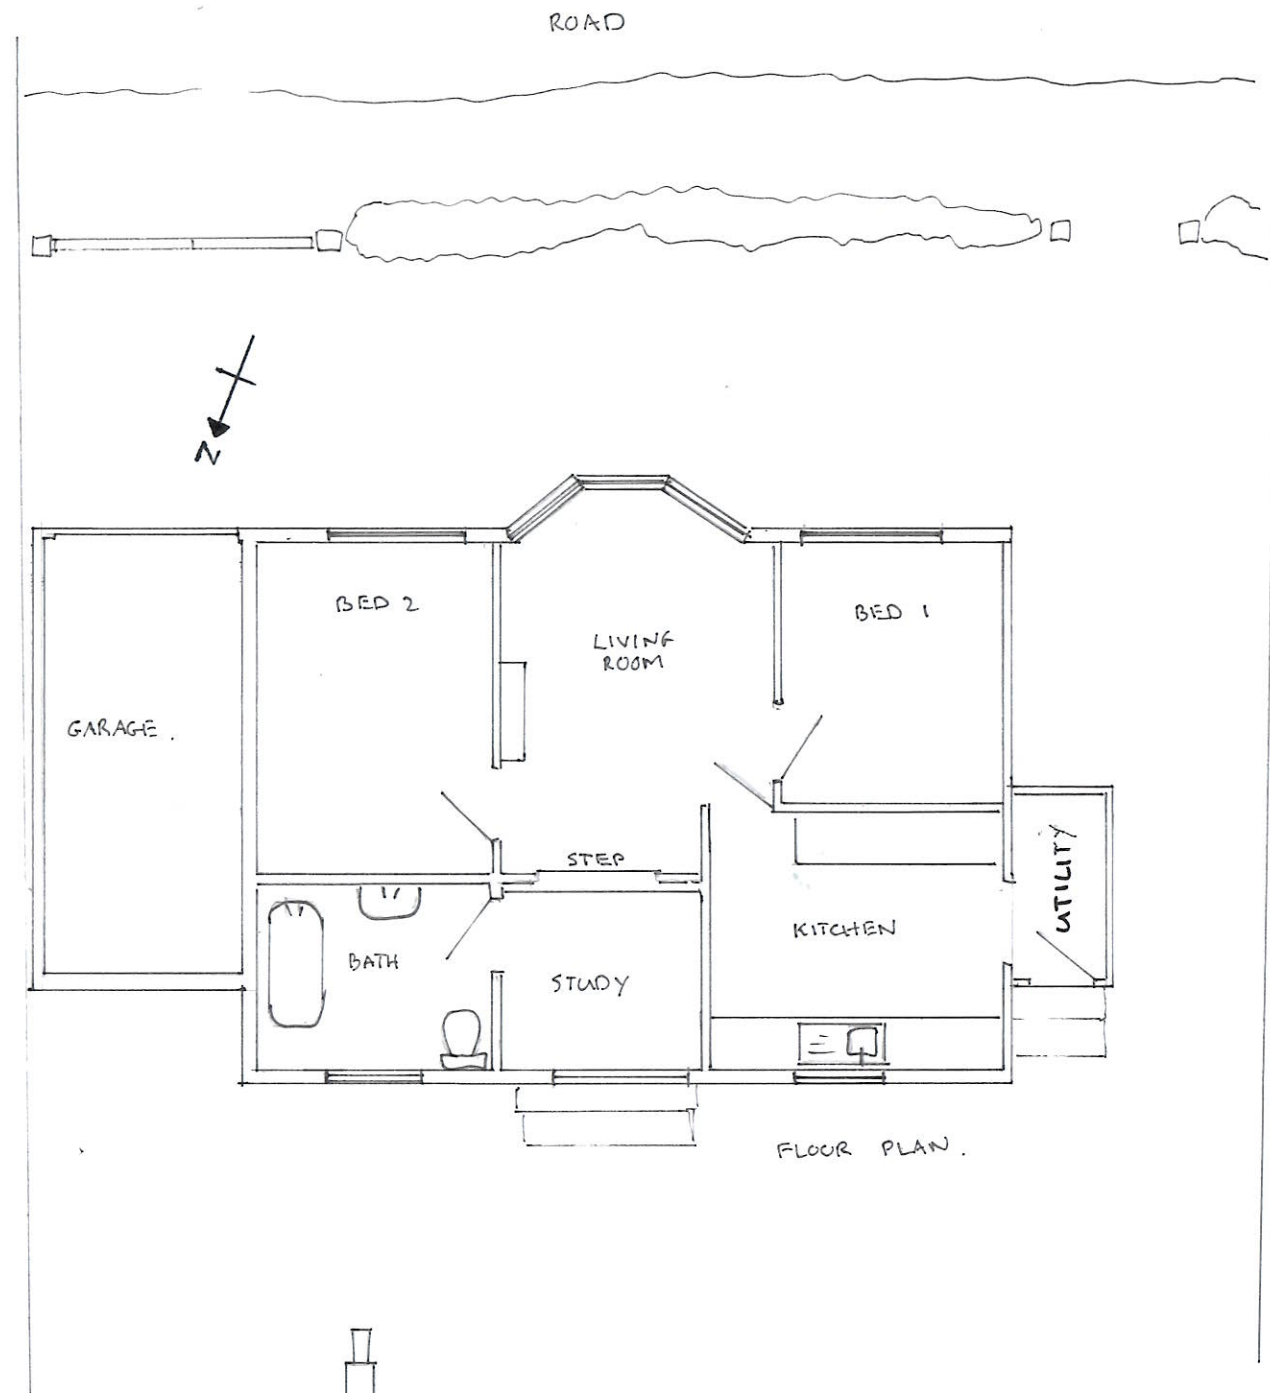 ROAD
N
BED 2
BED 1
LIVING
ROOM
GARAGE.
STEP
UTILITY
KITCHEN
BATH
STUDY
FLOOR PLAN.